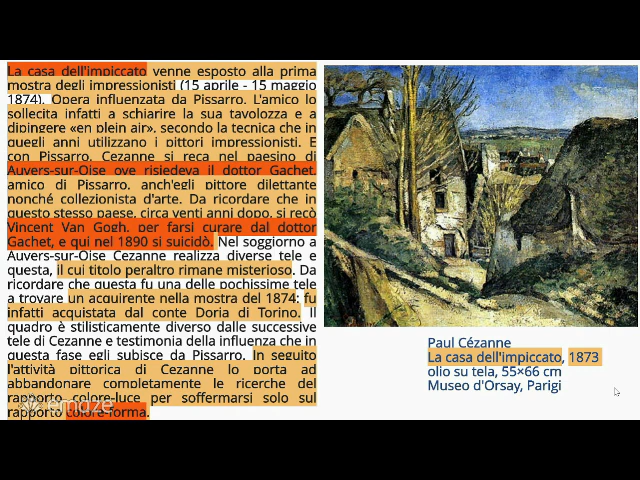 La casa dell'impiccato venne esposto alla prima
mostra degli impressionisti (15 aprile - 15 maggio
1874). Opera influenzata da Pissarro. L'amico lo
sollecita infatti a schiarire la sua tavolozza e a
dipingere «en plein air», secondo la tecnica che in
quegli anni utilizzano i pittori impressionisti. E
con Pissarro, Cezanne si reca nel paesino di
Auvers-sur-Oise ove risiedeva il dottor Gachet,
amico di Pissarro, anch'egli pittore dilettante
nonché collezionista d'arte. Da ricordare che in
questo stesso paese, circa venti anni dopo, si recò
Vincent Van Gogh, per farsi curare dal dottor
Gachet, e qui nel 1890 si suicidò. Nel soggiorno a
Auvers-sur-Oise Cezanne realizza diverse tele e
questa, il cui titolo peraltro rimane misterioso. Da
ricordare che questa fu una delle pochissime tele
a trovare un acquirente nella mostra del 1874: fu
infatti acquistata dal conte Doria di Torino. Il
quadro è stilisticamente diverso dalle successive
tele di Cezanne e testimonia della influenza che in
questa fase egli subisce da Pissarro. In seguito
l'attività pittorica di Cezanne lo porta ad
abbandonare completamente le ricerche del
rapporto colore-luce per soffermarsi solo sul
rapporto colore-forma.
emaze
Paul Cézanne
La casa dell'impiccato, 1873
olio su tela, 55×66 cm
Museo d'Orsay, Parigi